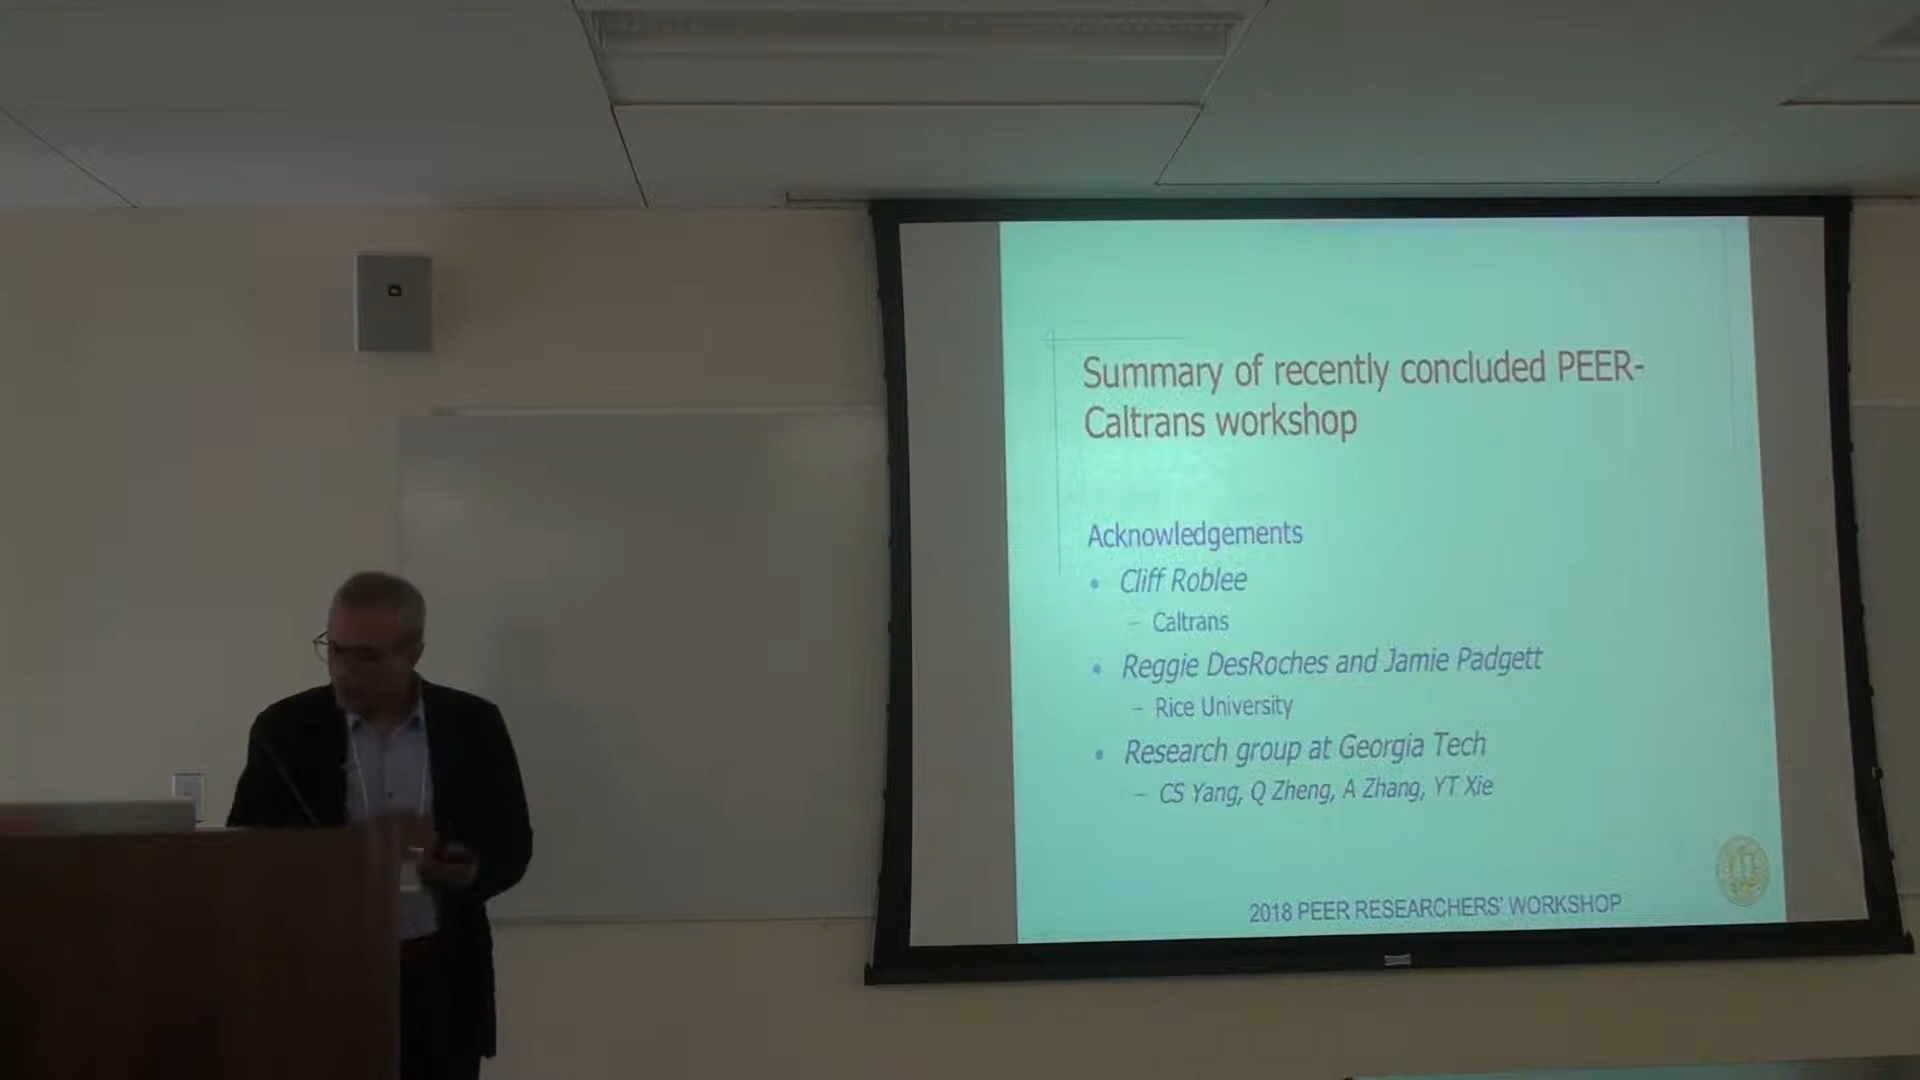 Summary of recently concluded PEER-
Caltrans workshop
Acknowledgements
• Cliff Roblee
– Caltrans
• Reggie DesRoches and Jamie Padgett
– Rice University
• Research group at Georgia Tech
– CS Yang, Q Zheng, A Zhang, YT Xie
2018 PEER RESEARCHERS' WORKSHOP